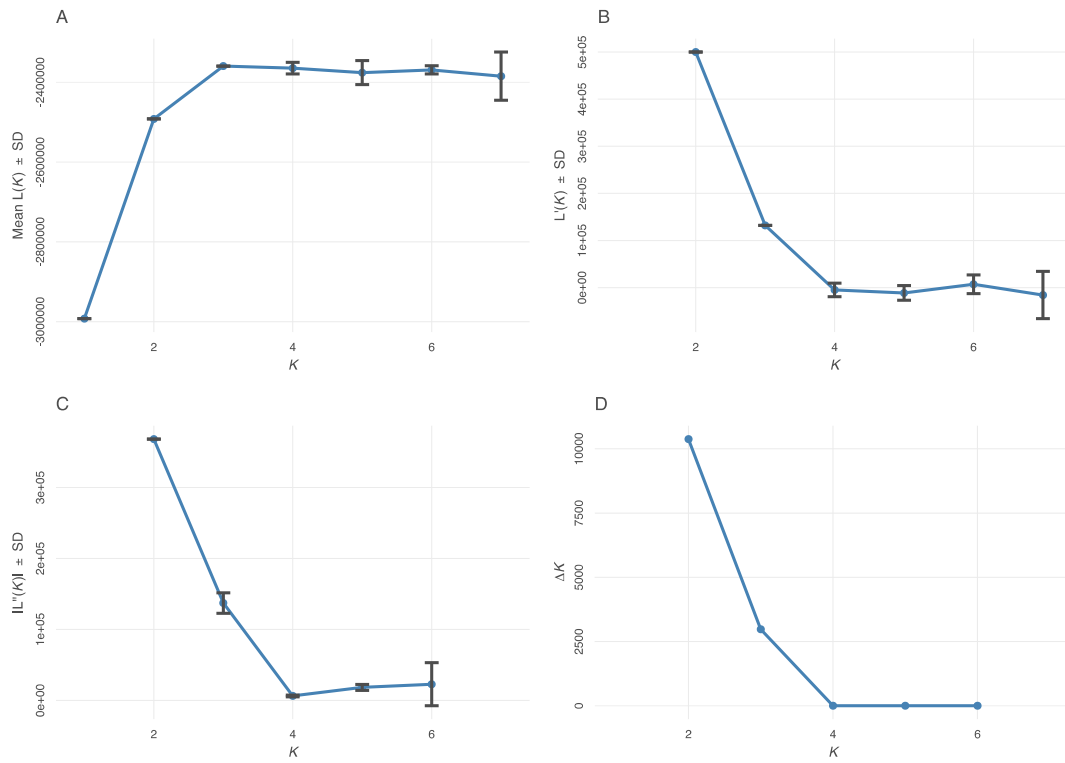 A
Mean L(K) ± SD
-2400000
-2600000
-2800000
-3000000
2
4
6
K
B
L'(K) ± SD
5e+05
4e+05
3e+05
2e+05
1e+05
0e+00
2
4
6
K
C
|L"(K)| ± SD
3e+05
2e+05
1e+05
0e+00
2
4
6
K
D
ΔK
10000
7500
5000
2500
0
2
4
6
K